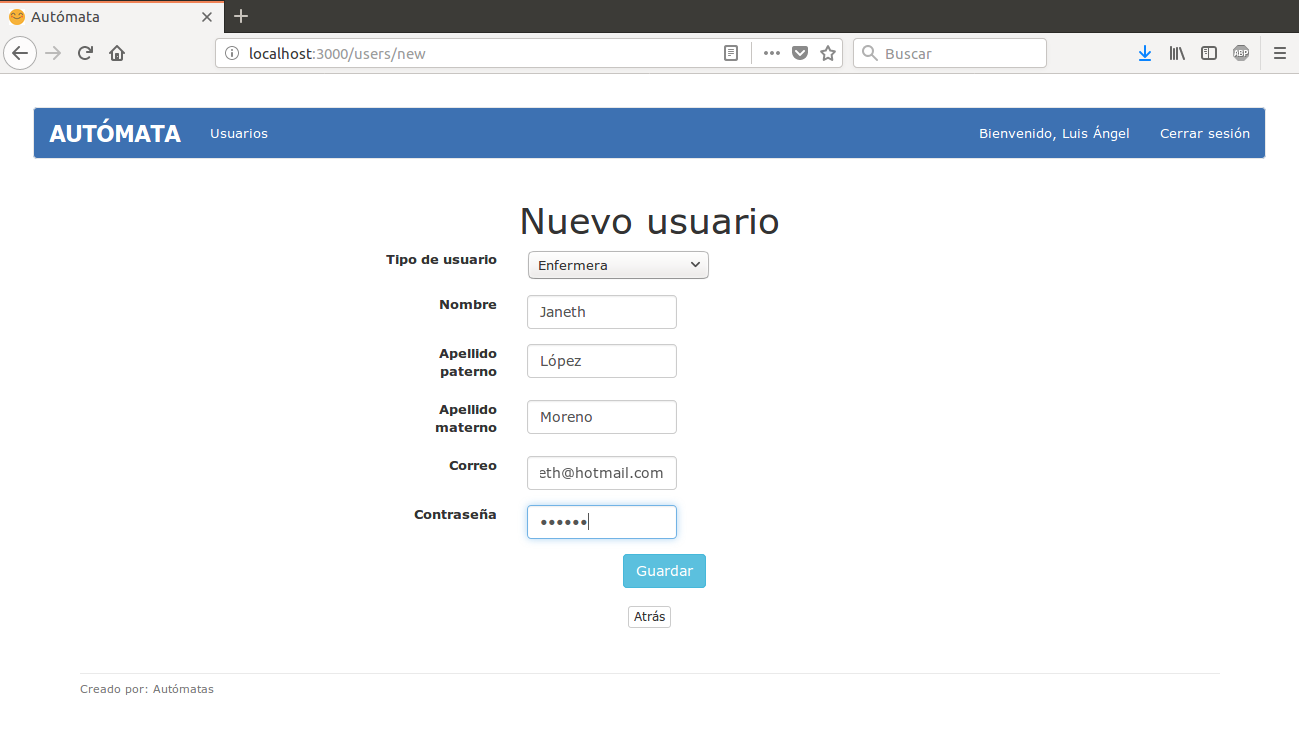 Autómata
localhost:3000/users/new
Buscar
ABP
AUTÓMATA Usuarios Bienvenido, Luis Ángel Cerrar sesión
Nuevo usuario
Tipo de usuario Enfermera
Nombre Janeth
Apellido paterno López
Apellido materno Moreno
Correo eth@hotmail.com
Contraseña ••••••
Guardar
Atrás
Creado por: Autómatas